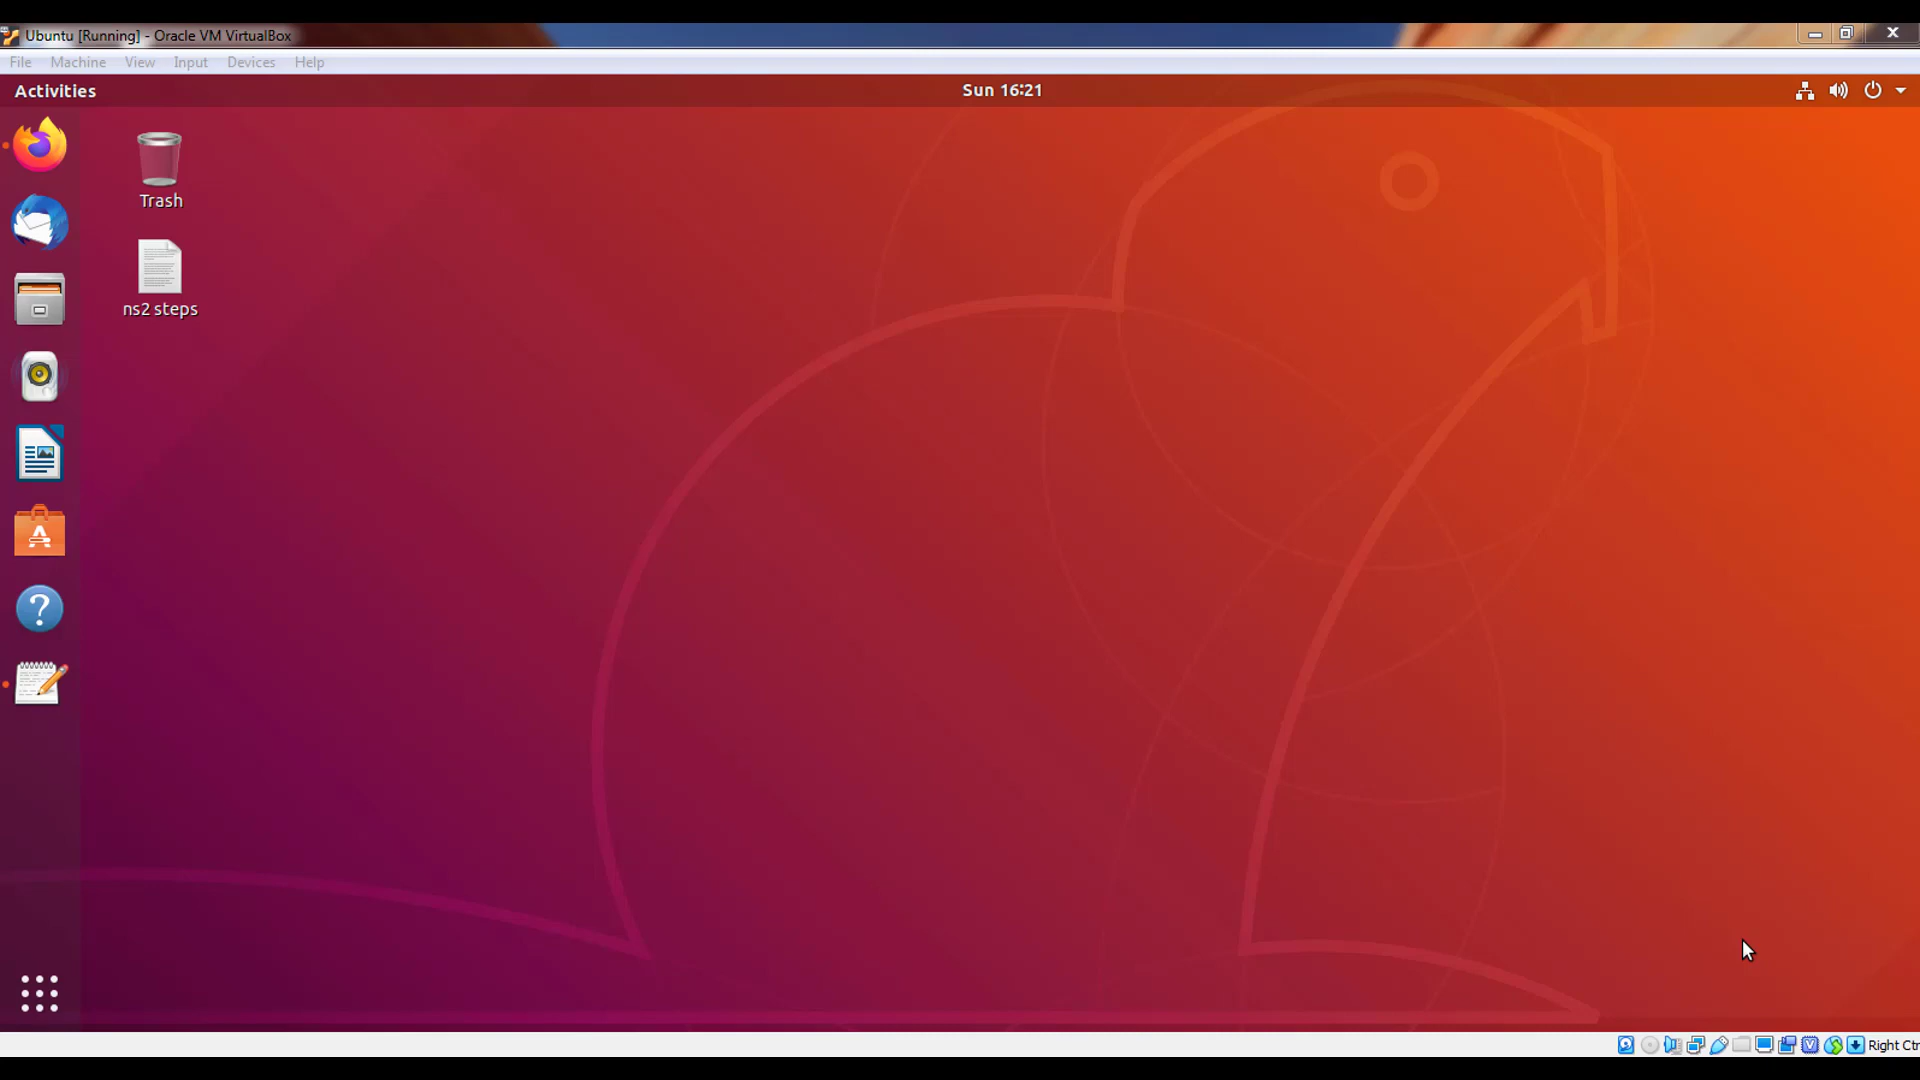 Ubuntu [Running] - Oracle VM VirtualBox
File Machine View Input Devices Help
Activities
Sun 16:21
Trash
ns2 steps
Right Ctr